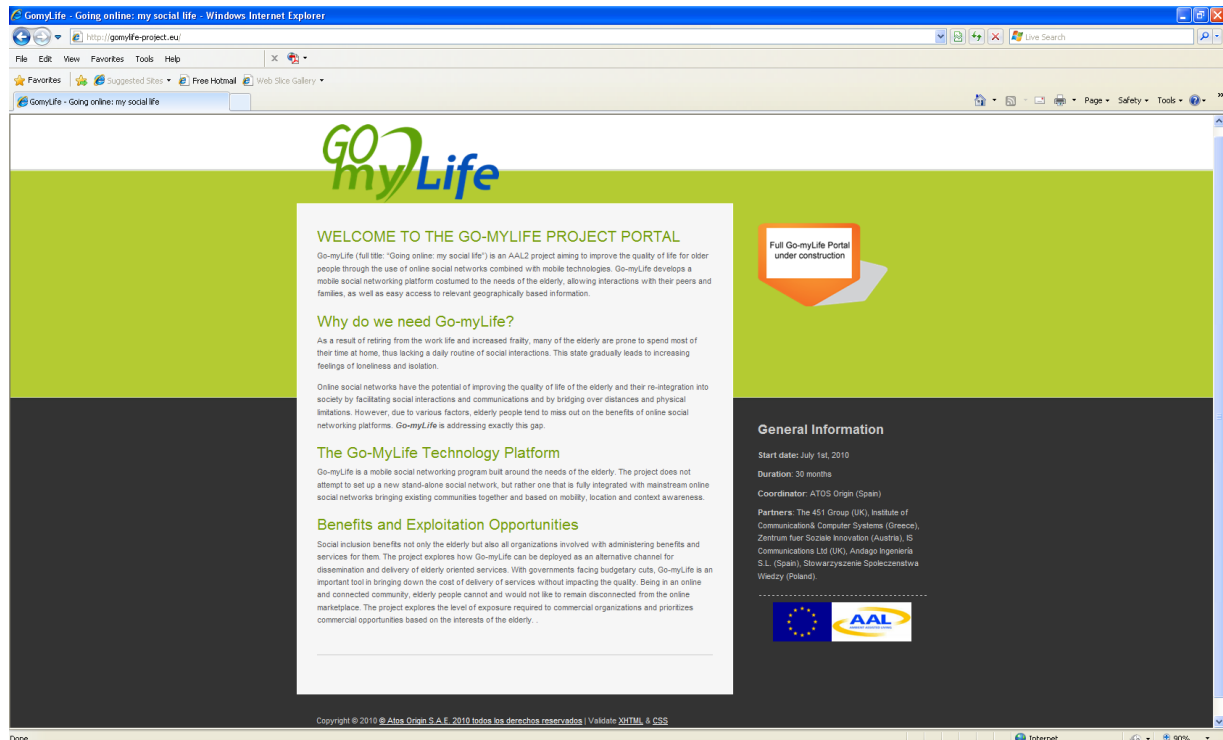 GomyLife - Going online: my social life - Windows Internet Explorer
http://gomylife-project.eu/
Live Search
File Edit View Favorites Tools Help
X
Favorites Suggested Sites Free Hotmail Web Slice Gallery
GomyLife - Going online: my social life
Page Safety Tools
GO
my Life
WELCOME TO THE GO-MYLIFE PROJECT PORTAL
Go-myLife (full title: “Going online: my social life”) is an AAL2 project aiming to improve the quality of life for older
people through the use of online social networks combined with mobile technologies. Go-myLife develops a
mobile social networking platform costumed to the needs of the elderly, allowing interactions with their peers and
families, as well as easy access to relevant geographically based information.
Full Go-myLife Portal
under construction
Why do we need Go-myLife?
As a result of retiring from the work life and increased frailty, many of the elderly are prone to spend most of
their time at home, thus lacking a daily routine of social interactions. This state gradually leads to increasing
feelings of loneliness and isolation.
Online social networks have the potential of improving the quality of life of the elderly and their re-integration into
society by facilitating social interactions and communications and by bridging over distances and physical
limitations. However, due to various factors, elderly people tend to miss out on the benefits of online social
networking platforms. Go-myLife is addressing exactly this gap.
The Go-MyLife Technology Platform
Go-myLife is a mobile social networking program built around the needs of the elderly. The project does not
attempt to set up a new stand-alone social network, but rather one that is fully integrated with mainstream online
social networks bringing existing communities together and based on mobility, location and context awareness.
Benefits and Exploitation Opportunities
Social inclusion benefits not only the elderly but also all organizations involved with administering benefits and
services for them. The project explores how Go-myLife can be deployed as an alternative channel for
dissemination and delivery of elderly oriented services. With governments facing budgetary cuts, Go-myLife is an
important tool in bringing down the cost of delivery of services without impacting the quality. Being in an online
and connected community, elderly people cannot and would not like to remain disconnected from the online
marketplace. The project explores the level of exposure required to commercial organizations and prioritizes
commercial opportunities based on the interests of the elderly. .
General Information
Start date: July 1st, 2010
Duration: 30 months
Coordinator: ATOS Origin (Spain)
Partners: The 451 Group (UK), Institute of
Communication& Computer Systems (Greece),
Zentrum fuer Soziale Innovation (Austria), IS
Communications Ltd (UK), Andago Ingeniería
S.L. (Spain), Stowarzyszenie Spoleczenstwa
Wiedzy (Poland).
AAL
AMBIENT ASSISTED LIVING
Copyright © 2010 @ Atos Origin S.A.E. 2010 todos los derechos reservados | Validate XHTML & CSS
Done Internet 90%